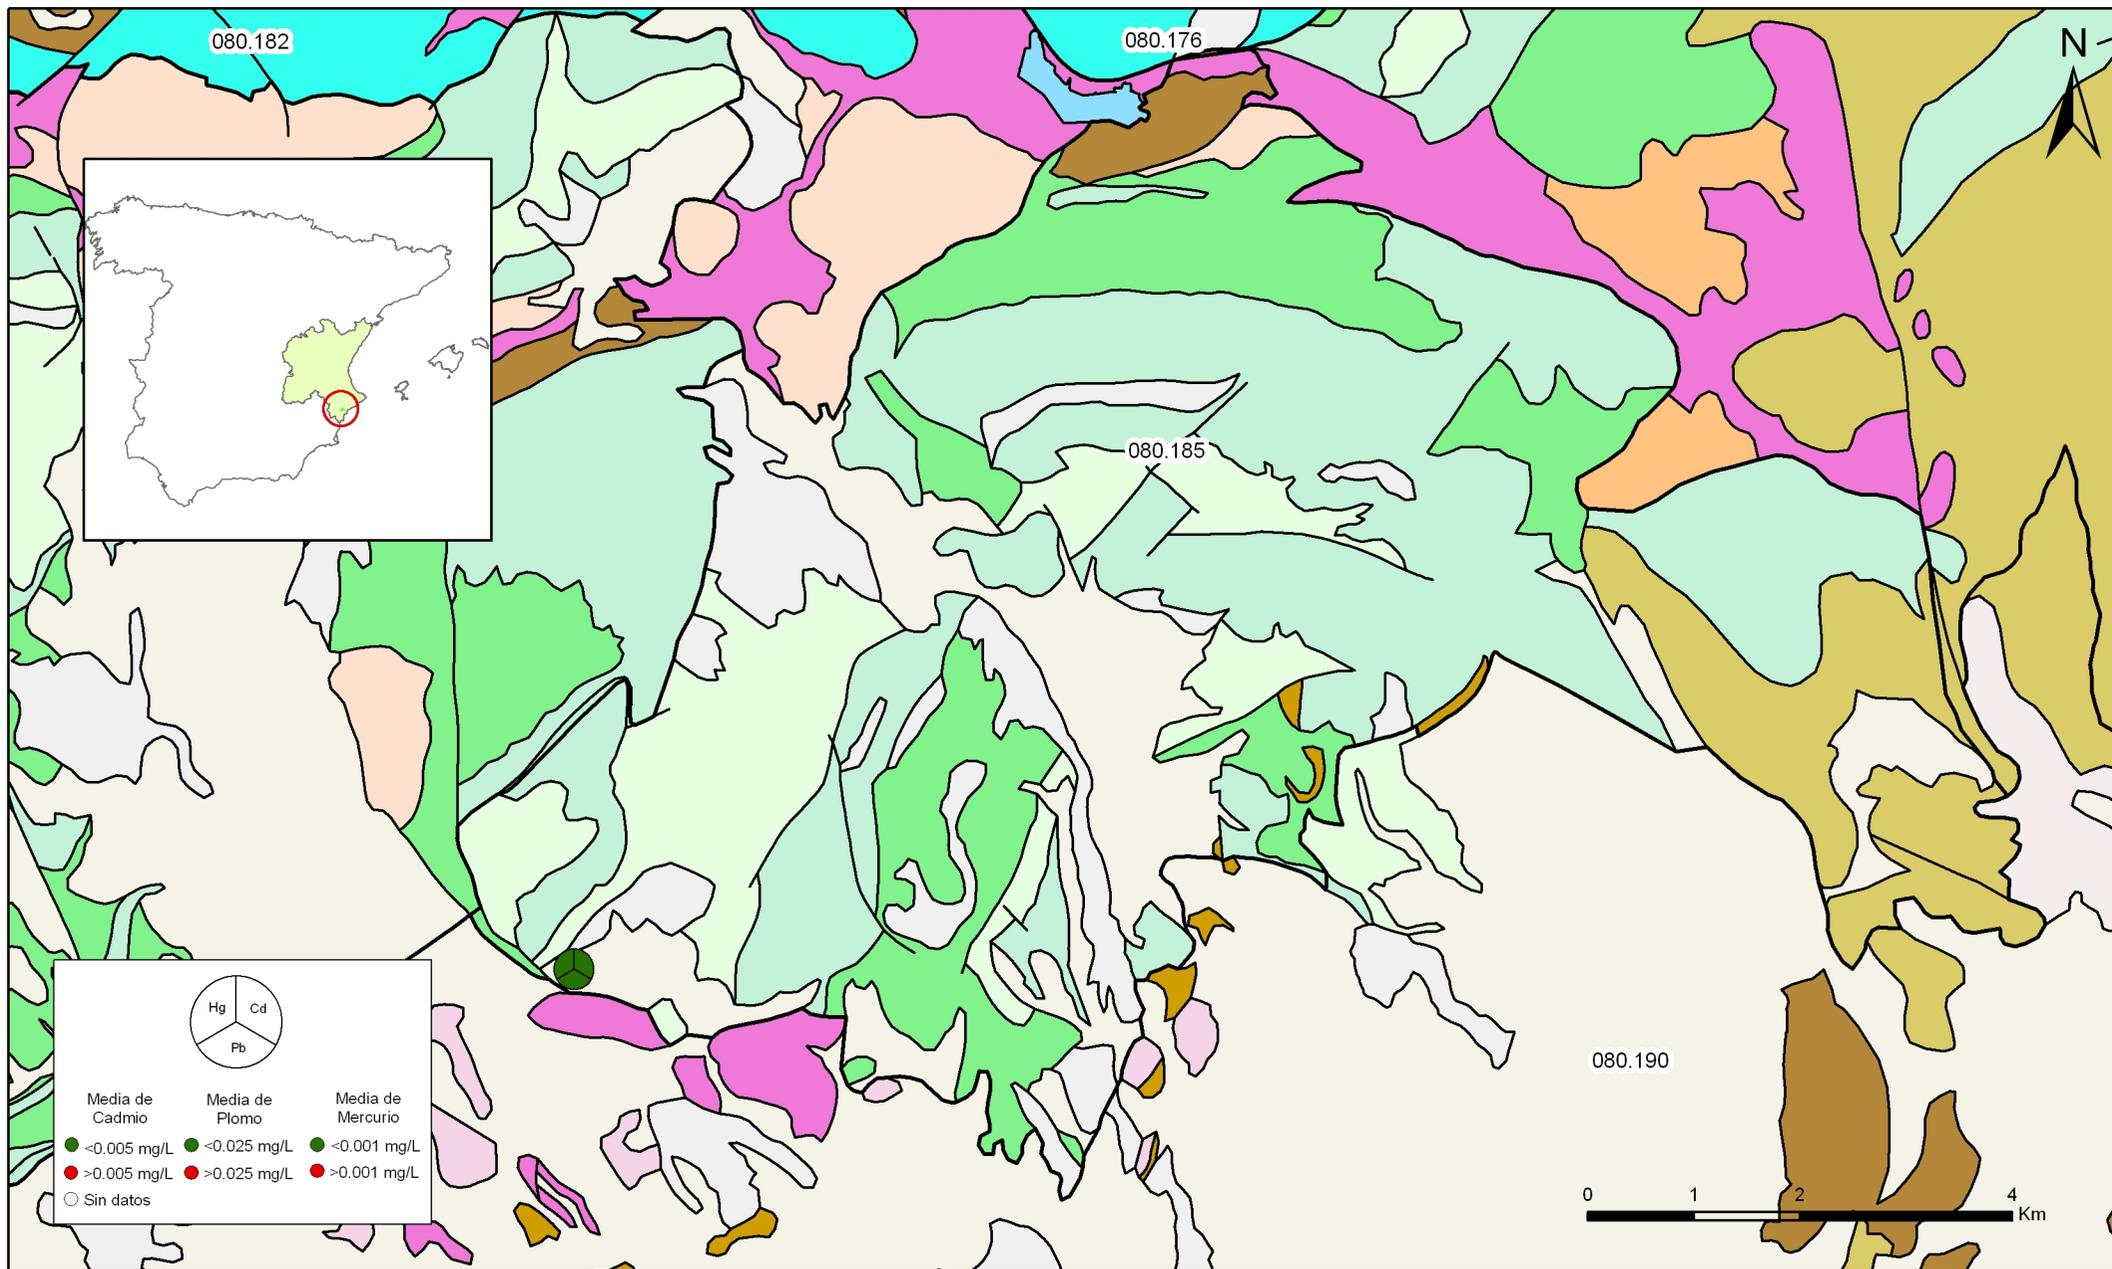 080.182
080.176
N
080.185
080.190
Hg
Cd
Pb
Media de
Cadmio
Media de
Plomo
Media de
Mercurio
<0.005 mg/L
<0.025 mg/L
<0.001 mg/L
>0.005 mg/L
>0.025 mg/L
>0.001 mg/L
Sin datos
0 1 2 4
Km